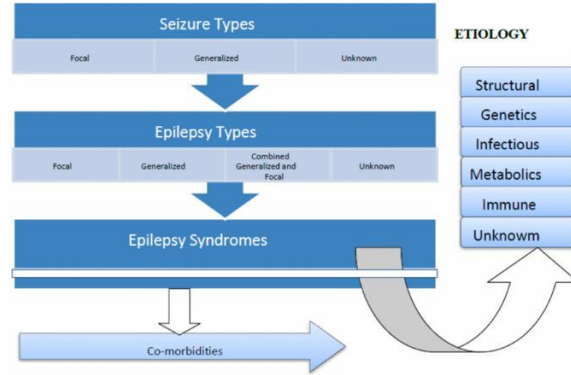 Seizure Types
Focal Generalized Unknown
Epilepsy Types
Focal Generalized Combined Generalized and Focal Unknown
Epilepsy Syndromes
Co-morbidities
ETIOLOGY
Structural
Genetics
Infectious
Metabolics
Immune
Unknowm